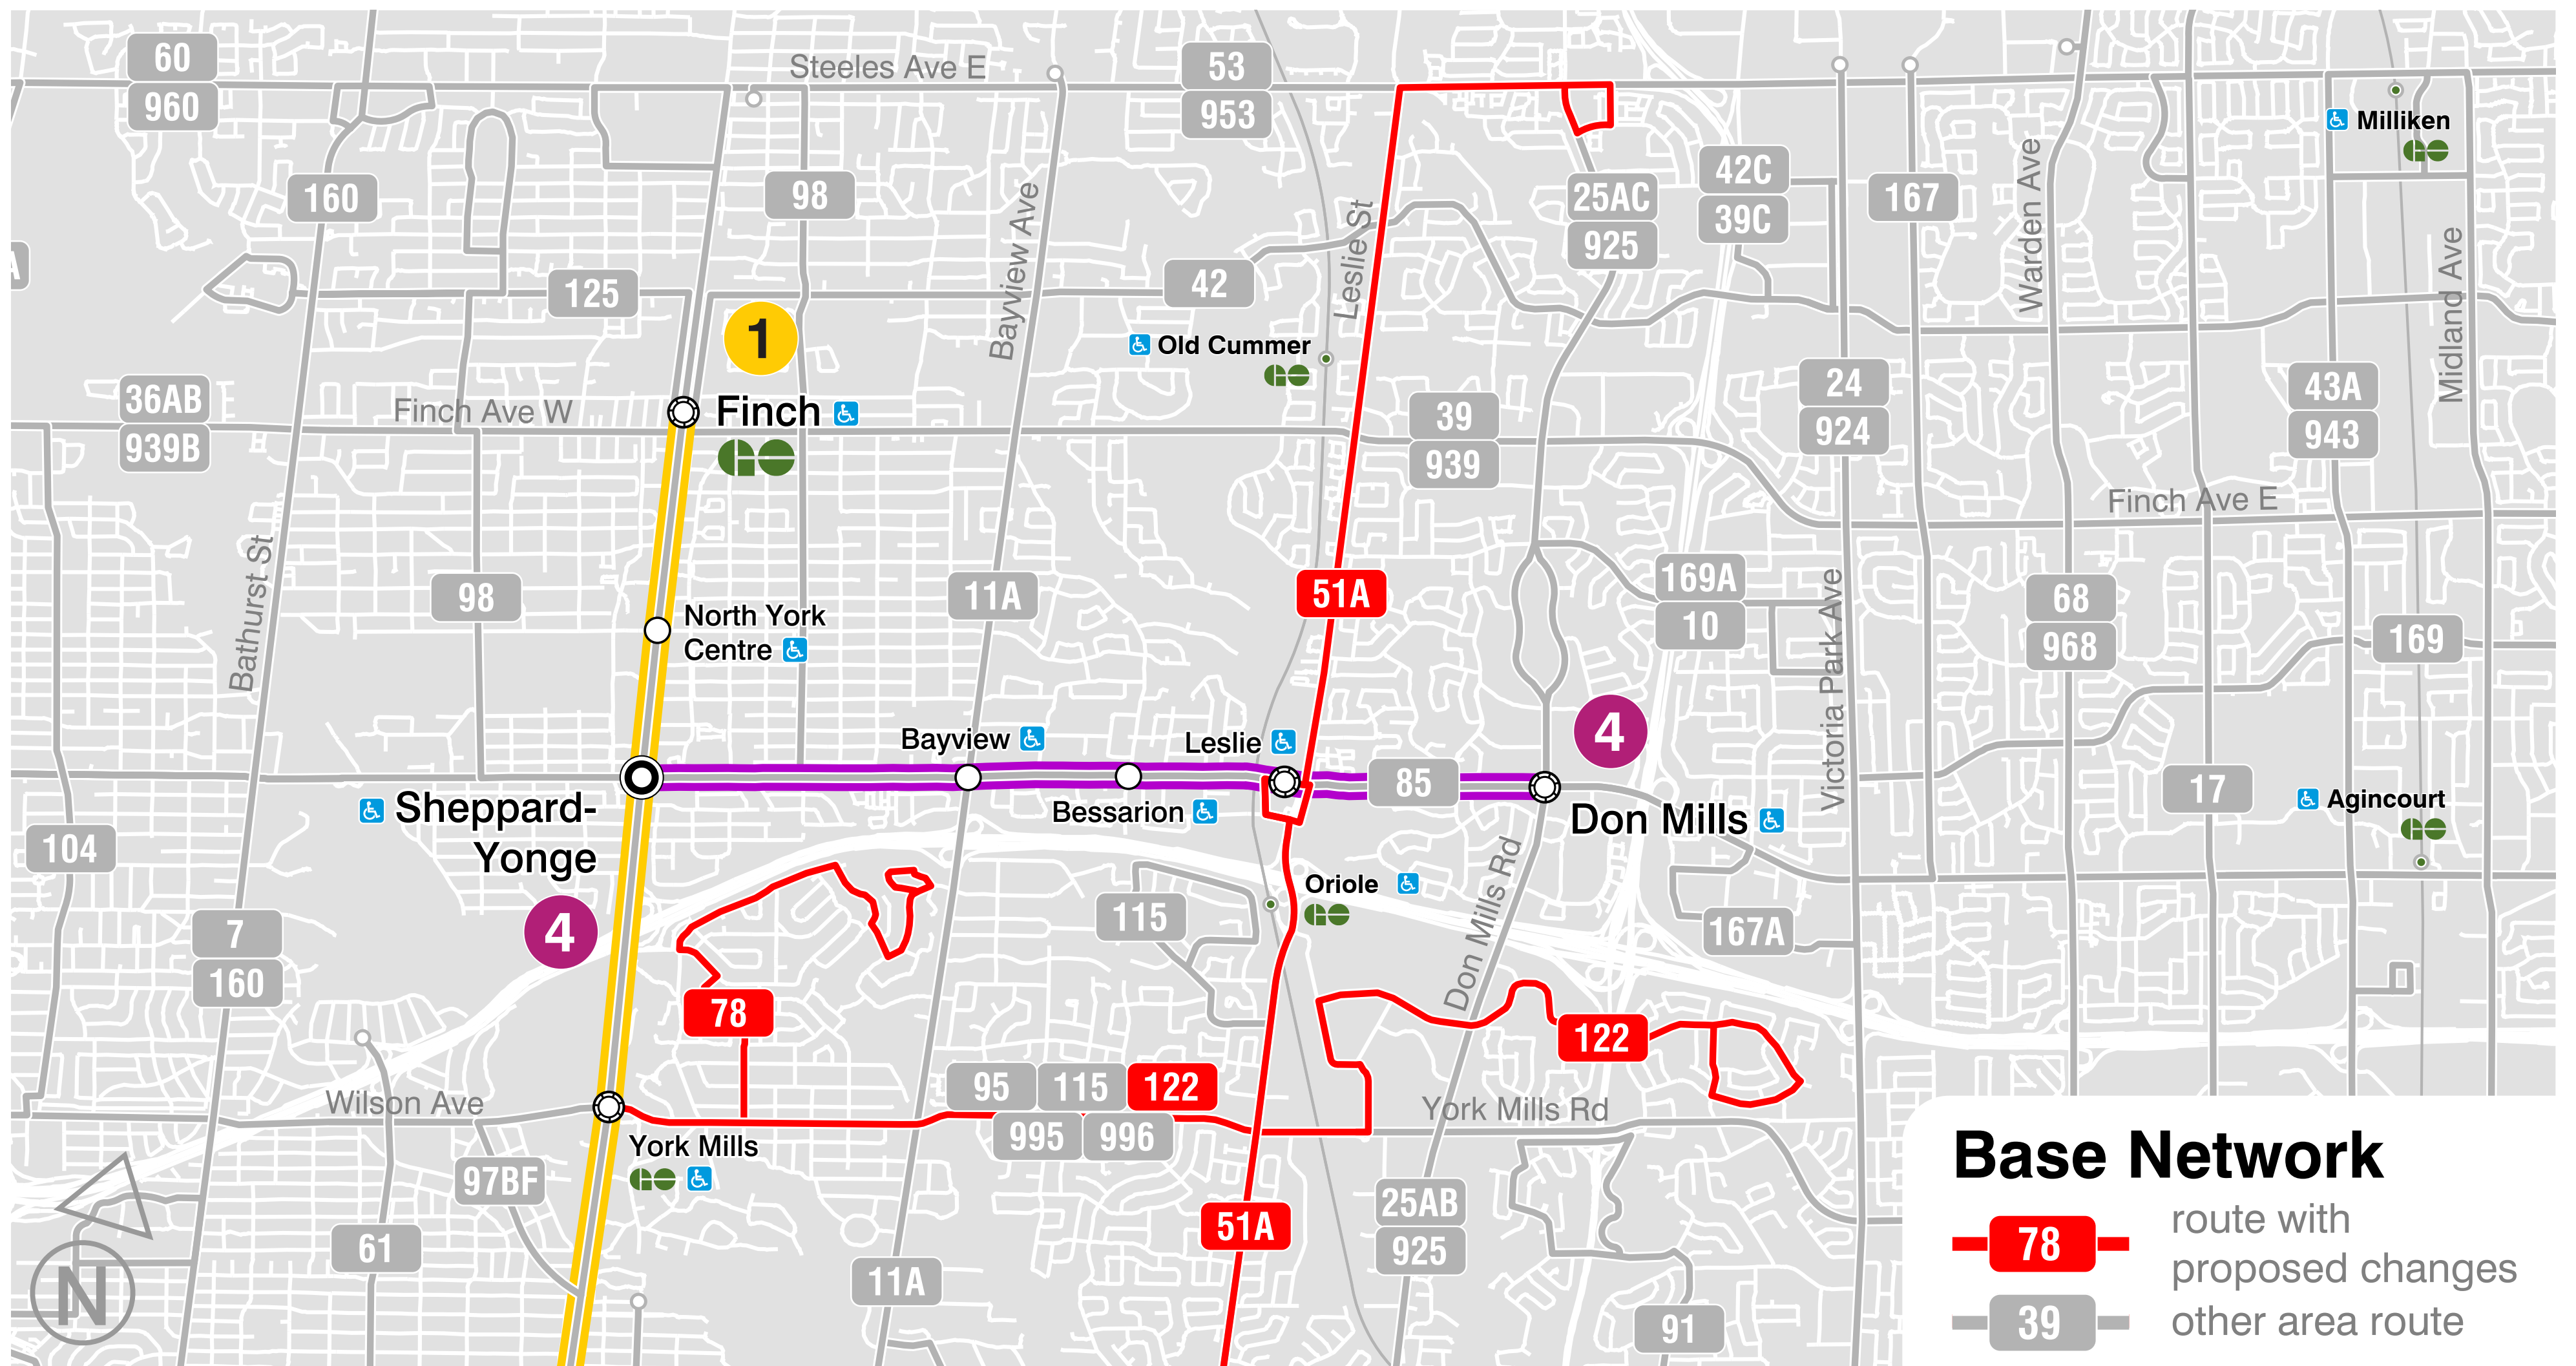 60
960
Steeles Ave E
53
953
Milliken
160
98
Bayview Ave
Leslie St
25AC
925
42C
39C
167
Warden Ave
125
42
1
Old Cummer
Midland Ave
36AB
939B
Finch Ave W
Finch
39
939
24
924
43A
943
Finch Ave E
Bathurst St
98
North York
Centre
11A
51A
169A
10
Victoria Park Ave
68
968
169
Bayview
Leslie
4
Sheppard-
Yonge
Bessarion
85
Don Mills
17
Agincourt
104
7
160
4
115
Oriole
Don Mills Rd
167A
78
122
Wilson Ave
95
115
122
995
996
York Mills Rd
York Mills
97BF
61
11A
51A
25AB
925
91
N
Base Network
78
route with
proposed changes
39
other area route